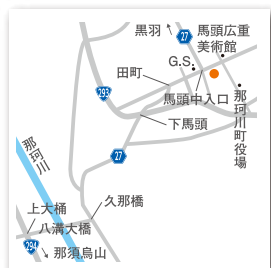 黒羽
27
馬頭広重
美術館
G.S.
田町
293
馬頭中入口
那珂川町役場
下馬頭
那珂川
27
久那橋
上大桶
八溝大橋
294
那須烏山